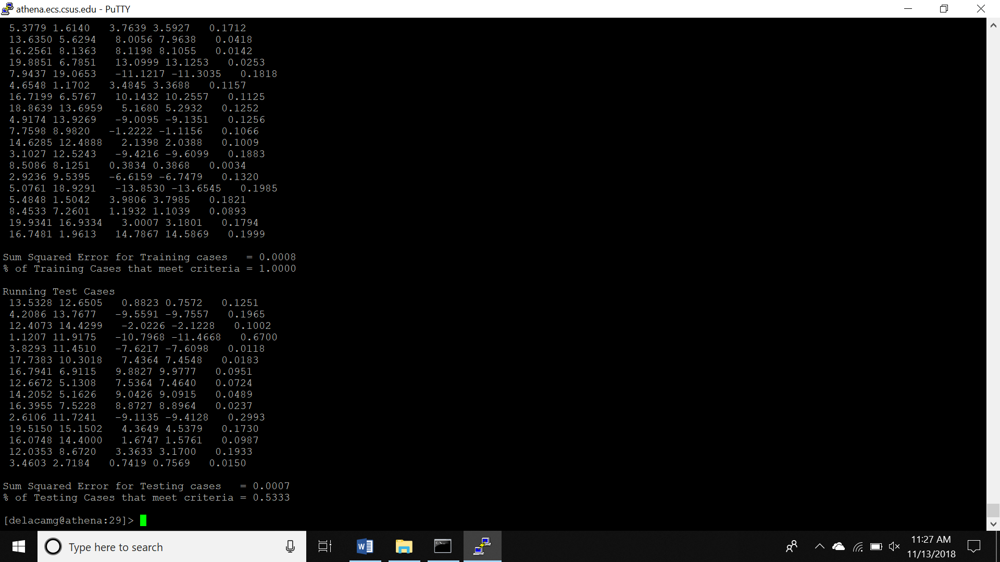 athena.ecs.csus.edu - PuTTY
5.3779 1.6140 3.7639 3.5927 0.1712
13.6350 5.6294 8.0056 7.9638 0.0418
16.2561 8.1363 8.1198 8.1055 0.0142
19.8851 6.7851 13.0999 13.1253 0.0253
7.9437 19.0653 -11.1217 -11.3035 0.1818
4.6548 1.1702 3.4845 3.3688 0.1157
16.7199 6.5767 10.1432 10.2557 0.1125
18.8639 13.6959 5.1680 5.2932 0.1252
4.9174 13.9269 -9.0095 -9.1351 0.1256
7.7598 8.9820 -1.2222 -1.1156 0.1066
14.6285 12.4888 2.1398 2.0388 0.1009
3.1027 12.5243 -9.4216 -9.6099 0.1883
8.5086 8.1251 0.3834 0.3868 0.0034
2.9236 9.5395 -6.6159 -6.7479 0.1320
5.0761 18.9291 -13.8530 -13.6545 0.1985
5.4848 1.5042 3.9806 3.7985 0.1821
8.4533 7.2601 1.1932 1.1039 0.0893
19.9341 16.9334 3.0007 3.1801 0.1794
16.7481 1.9613 14.7867 14.5869 0.1999
Sum Squared Error for Training cases = 0.0008
% of Training Cases that meet criteria = 1.0000
Running Test Cases
13.5328 12.6505 0.8823 0.7572 0.1251
4.2086 13.7677 -9.5591 -9.7557 0.1965
12.4073 14.4299 -2.0226 -2.1228 0.1002
1.1207 11.9175 -10.7968 -11.4668 0.6700
3.8293 11.4510 -7.6217 -7.6098 0.0118
17.7383 10.3018 7.4364 7.4548 0.0183
16.7941 6.9115 9.8827 9.9777 0.0951
12.6672 5.1308 7.5364 7.4640 0.0724
14.2052 5.1626 9.0426 9.0915 0.0489
16.3955 7.5228 8.8727 8.8964 0.0237
2.6106 11.7241 -9.1135 -9.4128 0.2993
19.5150 15.1502 4.3649 4.5379 0.1730
16.0748 14.4000 1.6747 1.5761 0.0987
12.0353 8.6720 3.3633 3.1700 0.1933
3.4603 2.7184 0.7419 0.7569 0.0150
Sum Squared Error for Testing cases = 0.0007
% of Testing Cases that meet criteria = 0.5333
[delacamg@athena:29]>
Type here to search
11:27 AM
11/13/2018